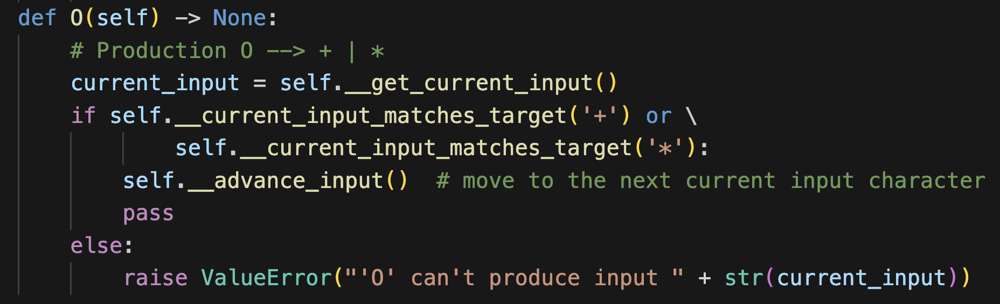 def O(self) -> None:
    # Production O --> + | *
    current_input = self.__get_current_input()
    if self.__current_input_matches_target('+') or \
            self.__current_input_matches_target('*'):
        self.__advance_input()  # move to the next current input character
        pass
    else:
        raise ValueError("'O' can't produce input " + str(current_input))